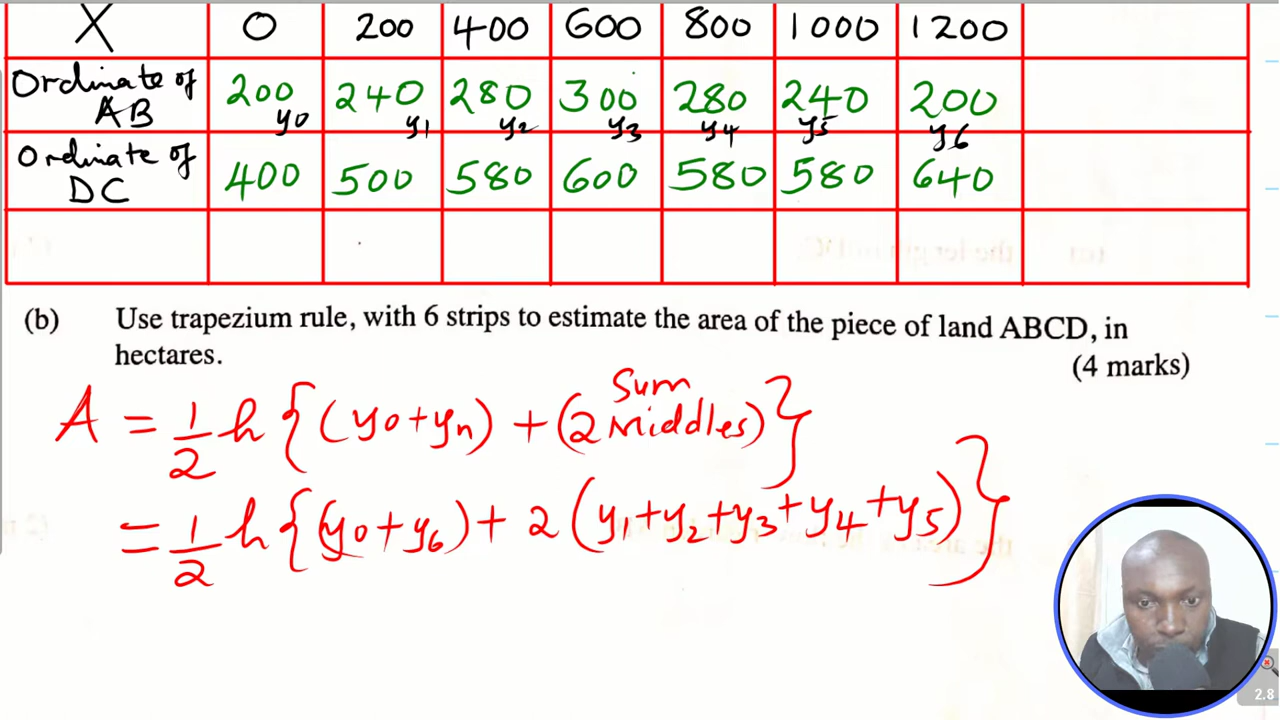 X 0 200 400 600 800 1000 1200
Ordinate of AB 200 y0 240 y1 280 y2 300 y3 280 y4 240 y5 200 y6
Ordinate of DC 400 500 580 600 580 580 640
(b) Use trapezium rule, with 6 strips to estimate the area of the piece of land ABCD, in
hectares. (4 marks)
A = 1/2 h {(y0+yn) + (2 Sum Middles)}
= 1/2 h {(y0+y6) + 2 (y1+y2+y3+y4+y5)}
2.8